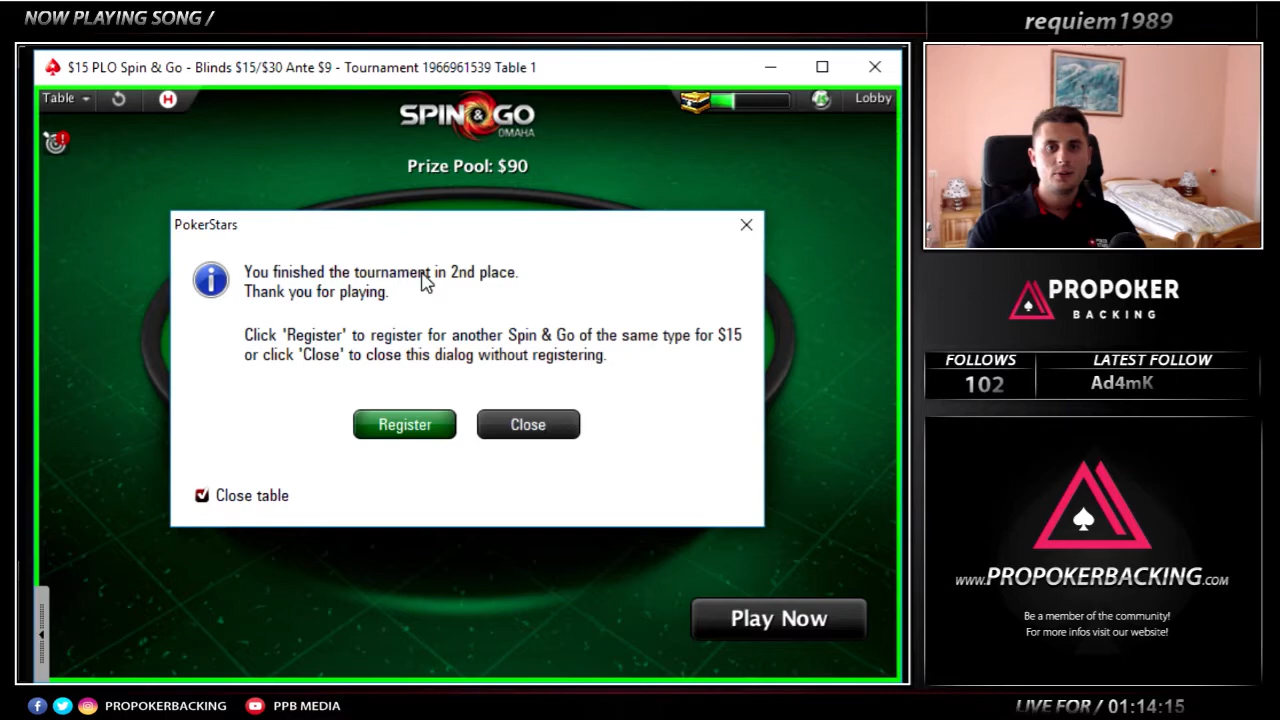 NOW PLAYING SONG /
requiem1989
$15 PLO Spin & Go - Blinds $15/$30 Ante $9 - Tournament 1966961539 Table 1
Table
H
Lobby
SPIN & GO
OMAHA
Prize Pool: $90
PokerStars
You finished the tournament in 2nd place.
Thank you for playing.
Click 'Register' to register for another Spin & Go of the same type for $15
or click 'Close' to close this dialog without registering.
Register
Close
Close table
Play Now
PROPOKER
BACKING
FOLLOWS
LATEST FOLLOW
102
Ad4mK
www.PROPOKERBACKING.com
Be a member of the community!
For more infos visit our website!
PROPOKERBACKING
PPB MEDIA
LIVE FOR / 01:14:15